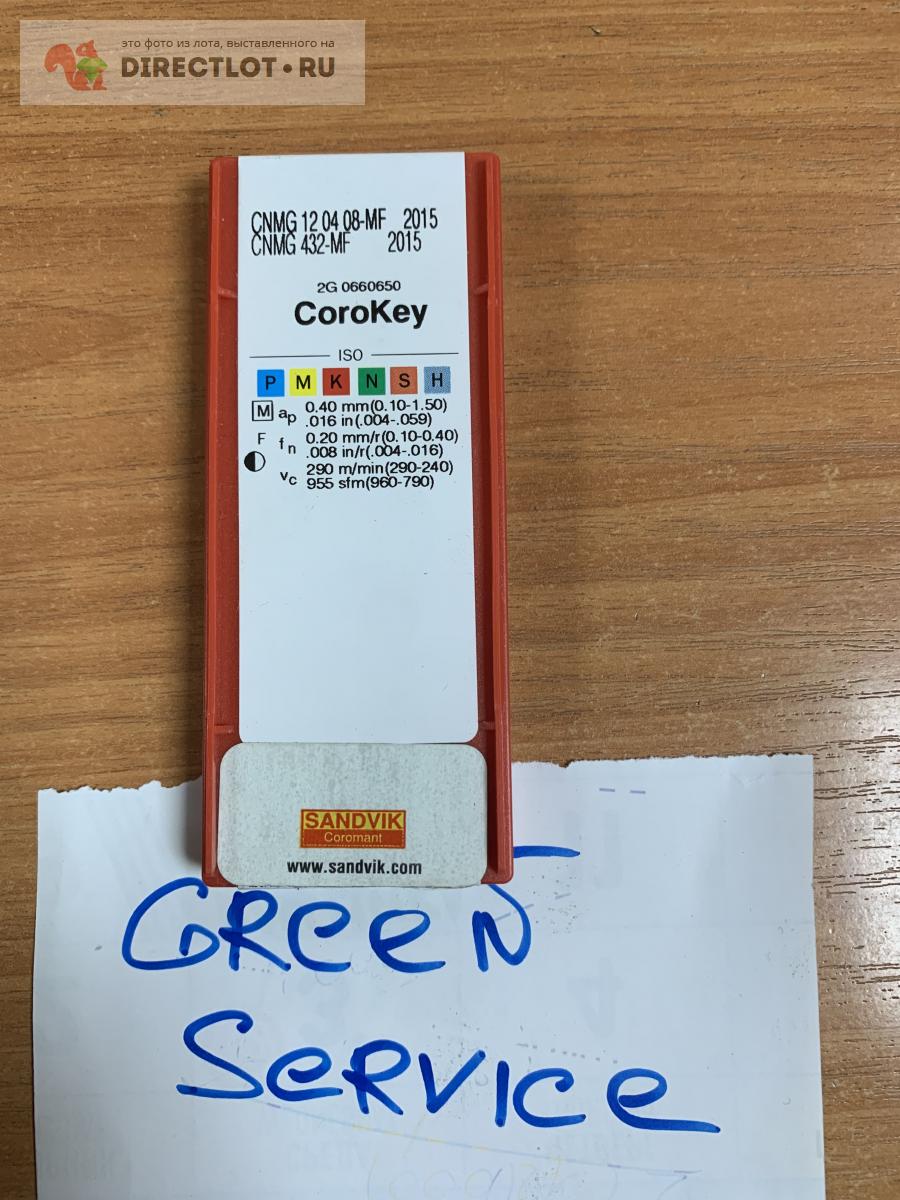 это фото из лота, выставленного на
DIRECTLOT•RU
CNMG 12 04 08-MF 2015
CNMG 432-MF 2015
2G 0660650
CoroKey
ISO
P M K N S H
M ap 0.40 mm(0.10-1.50)
.016 in(.004-.059)
F fn 0.20 mm/r(0.10-0.40)
.008 in/r(.004-.016)
vc 290 m/min(290-240)
955 sfm(960-790)
SANDVIK
Coromant
www.sandvik.com
GReeN
SeRVICe